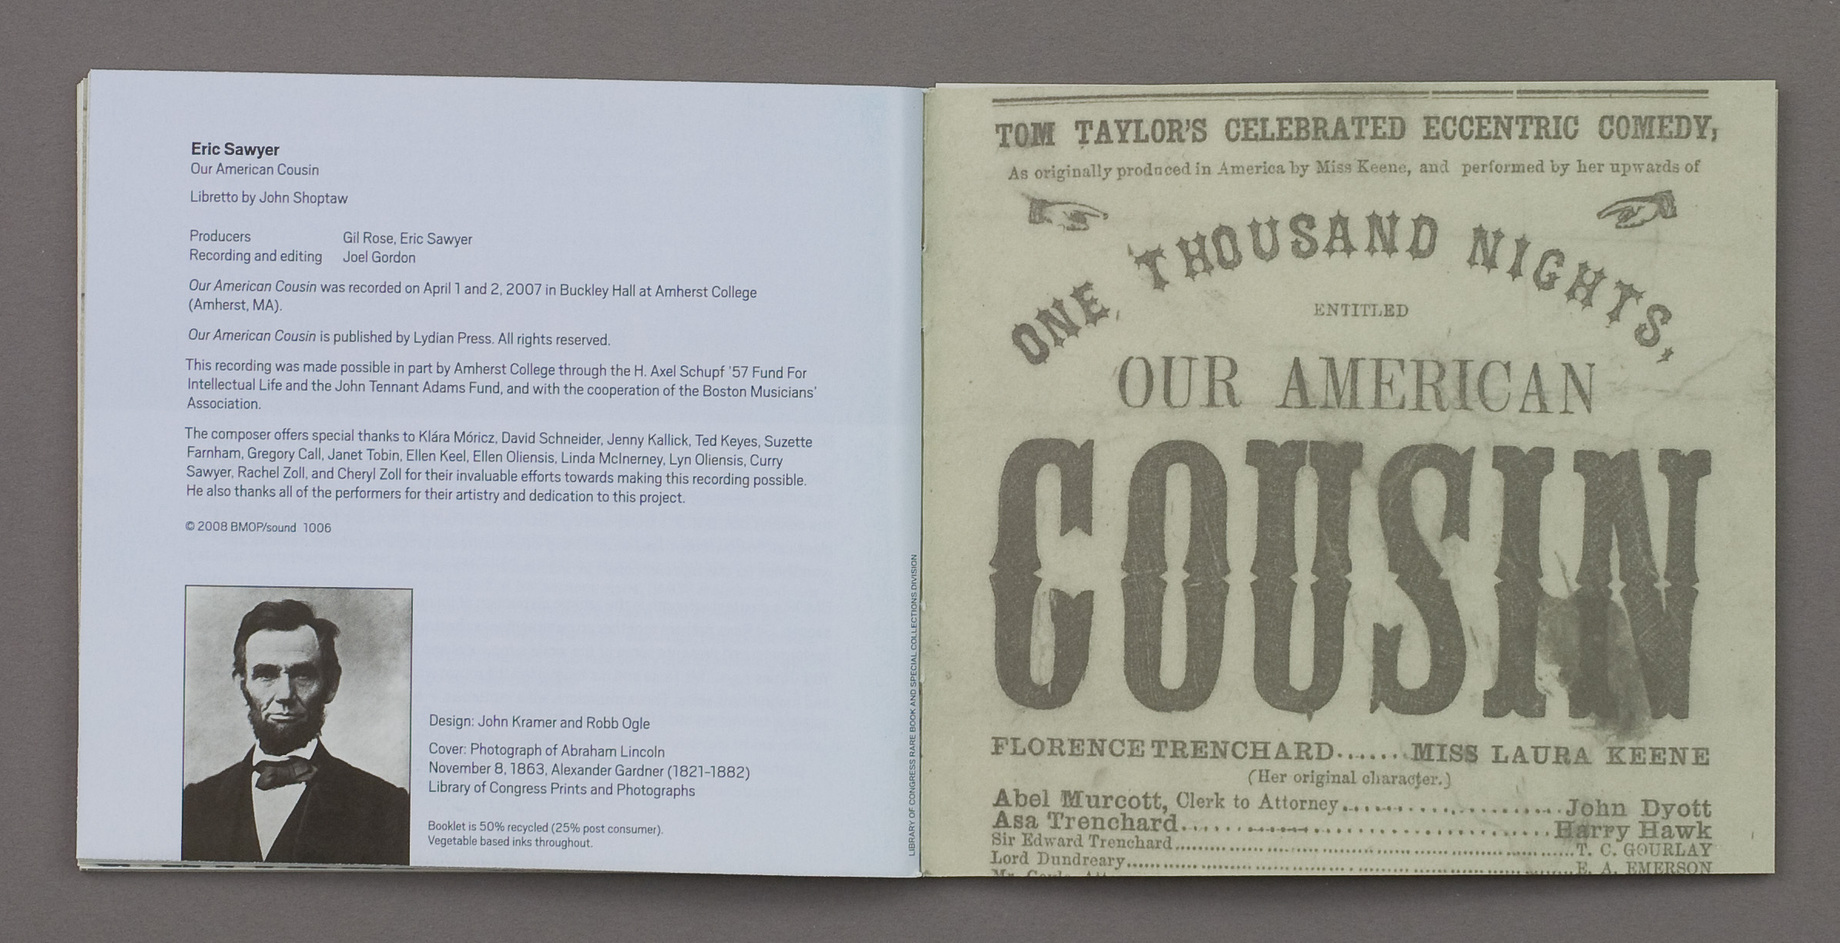 Eric Sawyer
Our American Cousin
Libretto by John Shoptaw
Producers Gil Rose, Eric Sawyer
Recording and editing Joel Gordon
Our American Cousin was recorded on April 1 and 2, 2007 in Buckley Hall at Amherst College
(Amherst, MA).
Our American Cousin is published by Lydian Press. All rights reserved.
This recording was made possible in part by Amherst College through the H. Axel Schupf '57 Fund For
Intellectual Life and the John Tennant Adams Fund, and with the cooperation of the Boston Musicians'
Association.
The composer offers special thanks to Klára Móricz, David Schneider, Jenny Kallick, Ted Keyes, Suzette
Farnham, Gregory Call, Janet Tobin, Ellen Keel, Ellen Oliensis, Linda McInerney, Lyn Oliensis, Curry
Sawyer, Rachel Zoll, and Cheryl Zoll for their invaluable efforts towards making this recording possible.
He also thanks all of the performers for their artistry and dedication to this project.
© 2008 BMOP/sound 1006
Design: John Kramer and Robb Ogle
Cover: Photograph of Abraham Lincoln
November 8, 1863, Alexander Gardner (1821–1882)
Library of Congress Prints and Photographs
Booklet is 50% recycled (25% post consumer).
Vegetable based inks throughout.
LIBRARY OF CONGRESS RARE BOOK AND SPECIAL COLLECTIONS DIVISION
TOM TAYLOR'S CELEBRATED ECCENTRIC COMEDY,
As originally produced in America by Miss Keene, and performed by her upwards of
ONE THOUSAND NIGHTS,
ENTITLED
OUR AMERICAN
COUSIN
FLORENCE TRENCHARD.......MISS LAURA KEENE
(Her original character.)
Abel Murcott, Clerk to Attorney..................John Dyott
Asa Trenchard..................Harry Hawk
Sir Edward Trenchard..................T. C. GOURLAY
Lord Dundreary..................E. A. EMERSON